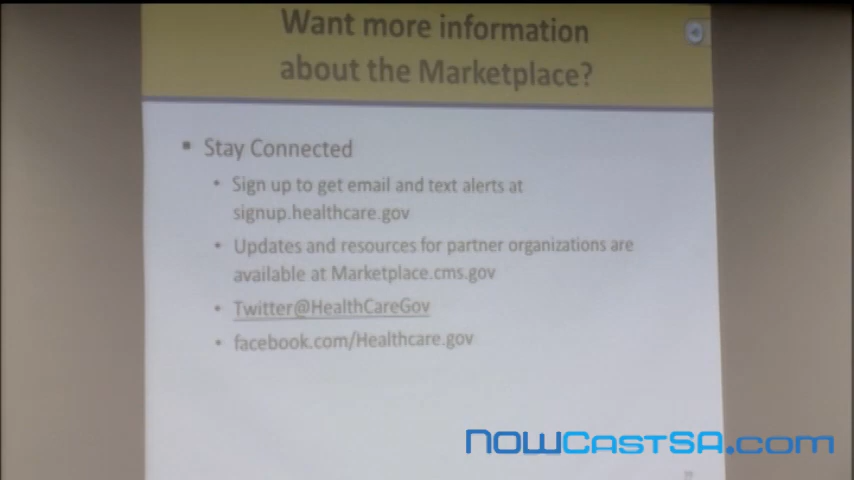 Want more information
about the Marketplace?
▪ Stay Connected
• Sign up to get email and text alerts at
signup.healthcare.gov
• Updates and resources for partner organizations are
available at Marketplace.cms.gov
• Twitter@HealthCareGov
• facebook.com/Healthcare.gov
NOWCASTSA.com